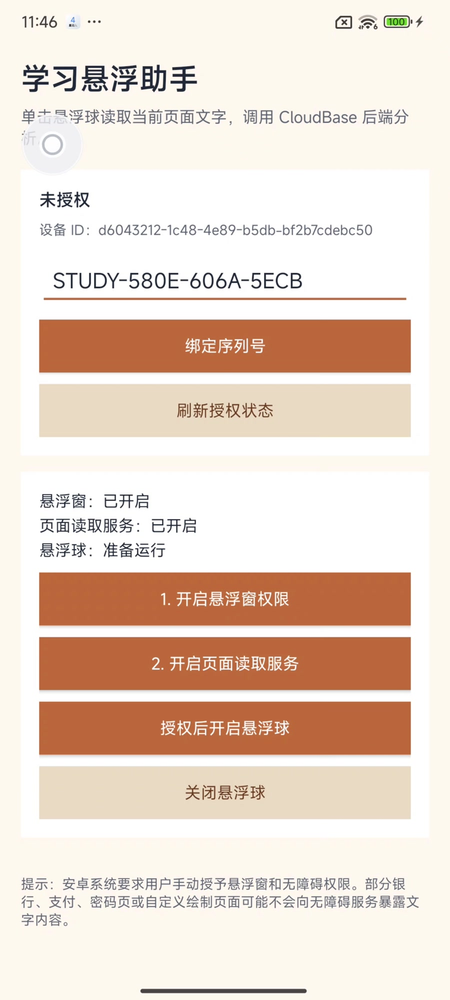 11:46 4 ··· 6 100
学习悬浮助手
单击悬浮球读取当前页面文字，调用 CloudBase 后端分
析。
未授权
设备 ID：d6043212-1c48-4e89-b5db-bf2b7cdebc50
STUDY-580E-606A-5ECB
绑定序列号
刷新授权状态
悬浮窗：已开启
页面读取服务：已开启
悬浮球：准备运行
1. 开启悬浮窗权限
2. 开启页面读取服务
授权后开启悬浮球
关闭悬浮球
提示：安卓系统要求用户手动授予悬浮窗和无障碍权限。部分银
行、支付、密码页或自定义绘制页面可能不会向无障碍服务暴露文
字内容。